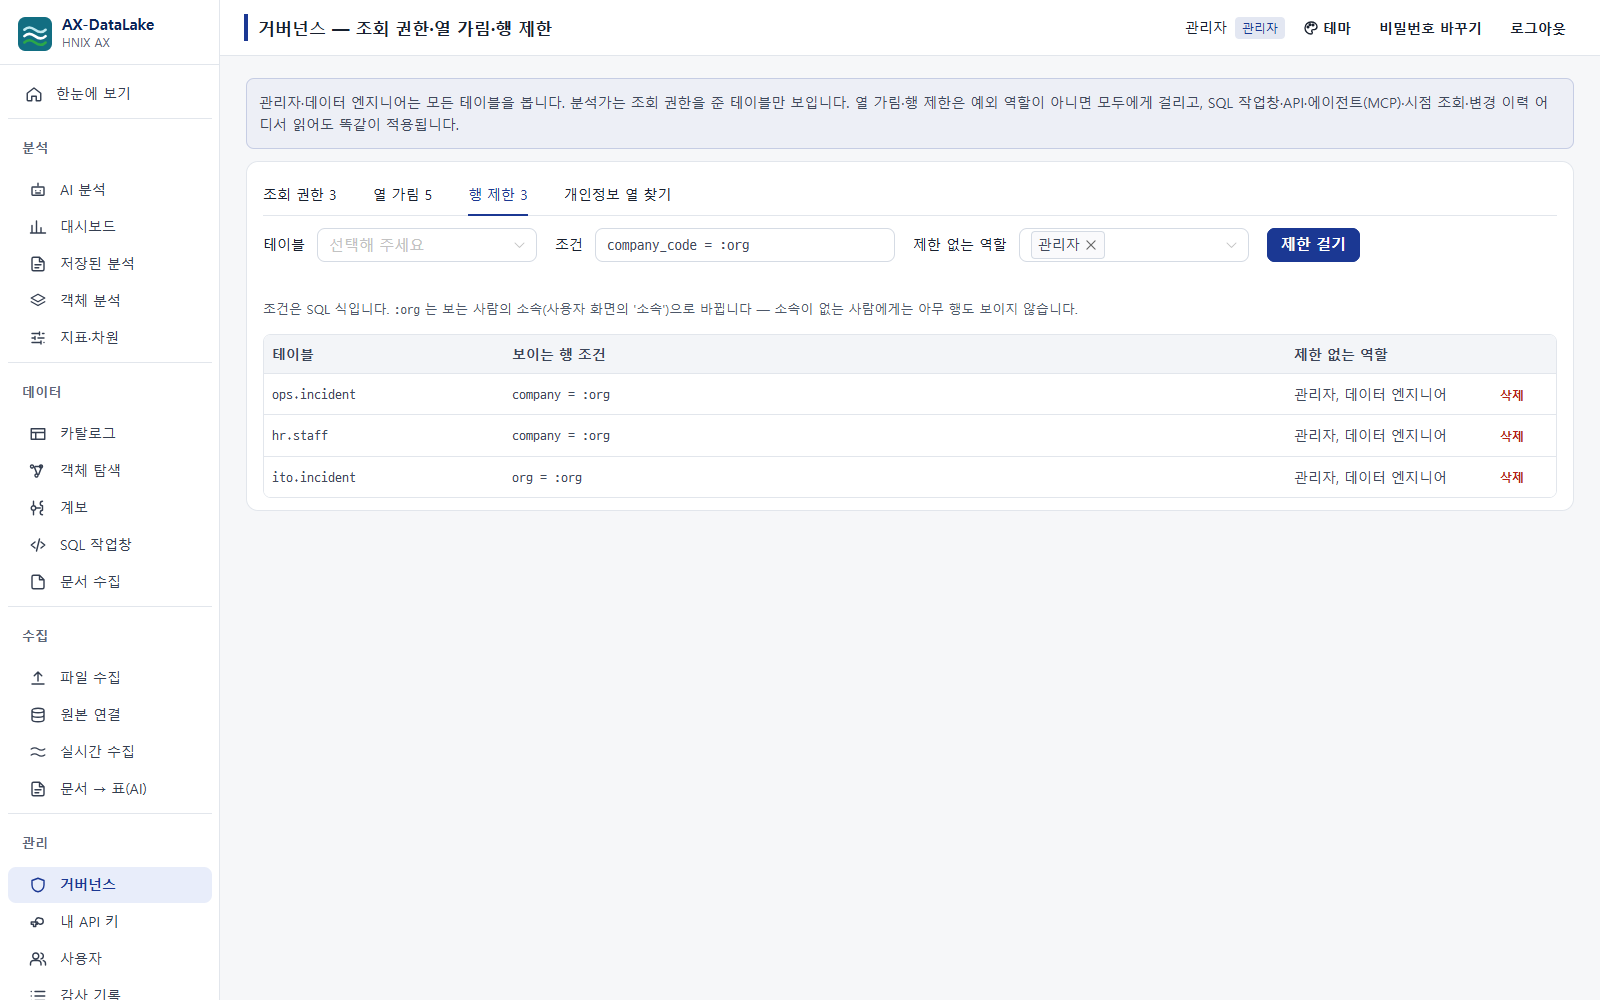 AX-DataLake
HNIX AX
한눈에 보기
분석
AI 분석
대시보드
저장된 분석
객체 분석
지표·차원
데이터
카탈로그
객체 탐색
계보
SQL 작업창
문서 수집
수집
파일 수집
원본 연결
실시간 수집
문서 → 표(AI)
관리
거버넌스
내 API 키
사용자
감사 기록
거버넌스 — 조회 권한·열 가림·행 제한
관리자 관리자 테마 비밀번호 바꾸기 로그아웃
관리자·데이터 엔지니어는 모든 테이블을 봅니다. 분석가는 조회 권한을 준 테이블만 보입니다. 열 가림·행 제한은 예외 역할이 아니면 모두에게 걸리고, SQL 작업창·API·에이전트(MCP)·시점 조회·변경 이력 어
디서 읽어도 똑같이 적용됩니다.
조회 권한 3 열 가림 5 행 제한 3 개인정보 열 찾기
테이블 선택해 주세요 조건 company_code = :org 제한 없는 역할 관리자 제한 걸기
조건은 SQL 식입니다. :org 는 보는 사람의 소속(사용자 화면의 '소속')으로 바뀝니다 — 소속이 없는 사람에게는 아무 행도 보이지 않습니다.
테이블 보이는 행 조건 제한 없는 역할
ops.incident company = :org 관리자, 데이터 엔지니어 삭제
hr.staff company = :org 관리자, 데이터 엔지니어 삭제
ito.incident org = :org 관리자, 데이터 엔지니어 삭제